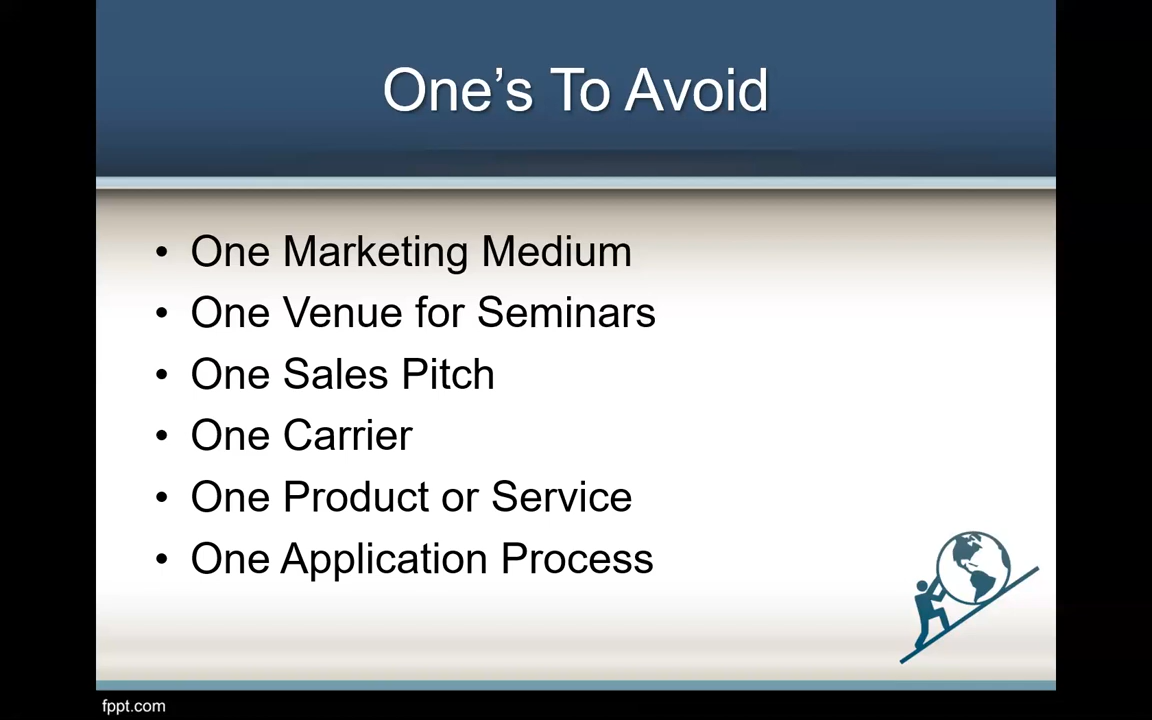 One’s To Avoid
• One Marketing Medium
• One Venue for Seminars
• One Sales Pitch
• One Carrier
• One Product or Service
• One Application Process
fppt.com